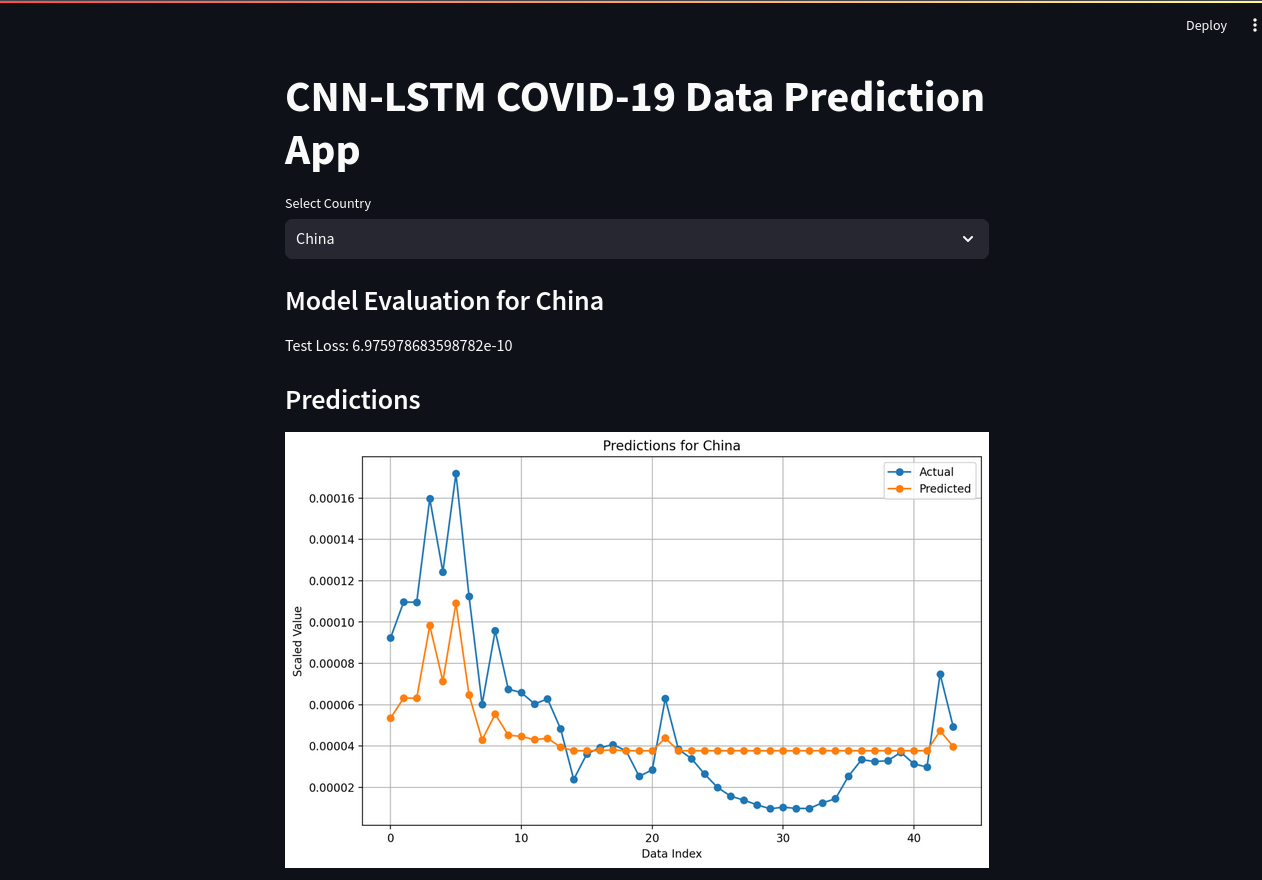 Deploy
CNN-LSTM COVID-19 Data Prediction
App
Select Country
China
Model Evaluation for China
Test Loss: 6.975978683598782e-10
Predictions
Predictions for China
Actual
Predicted
0.00016
0.00014
0.00012
0.00010
0.00008
0.00006
0.00004
0.00002
Scaled Value
0 10 20 30 40
Data Index